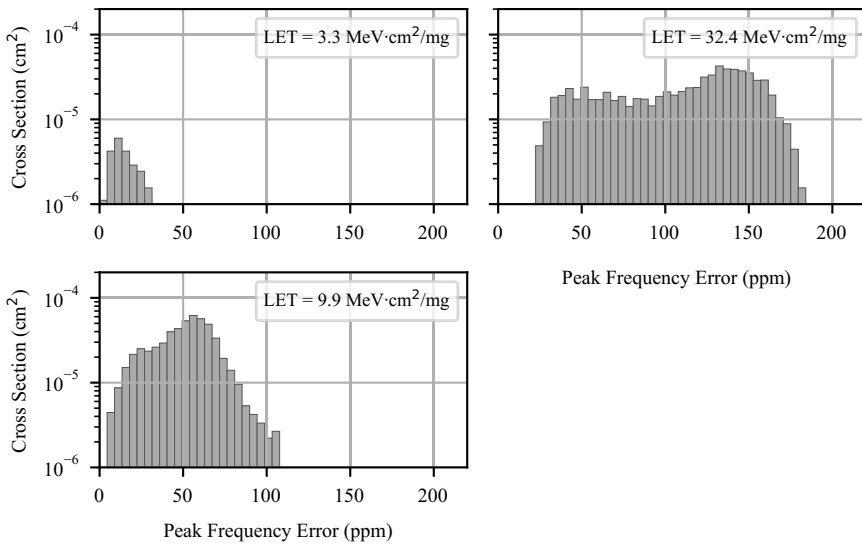 LET = 3.3 MeV·cm²/mg
Cross Section (cm²)
10⁻⁴
10⁻⁵
10⁻⁶
0 50 100 150 200
LET = 32.4 MeV·cm²/mg
0 50 100 150 200
Peak Frequency Error (ppm)
LET = 9.9 MeV·cm²/mg
Cross Section (cm²)
10⁻⁴
10⁻⁵
10⁻⁶
0 50 100 150 200
Peak Frequency Error (ppm)